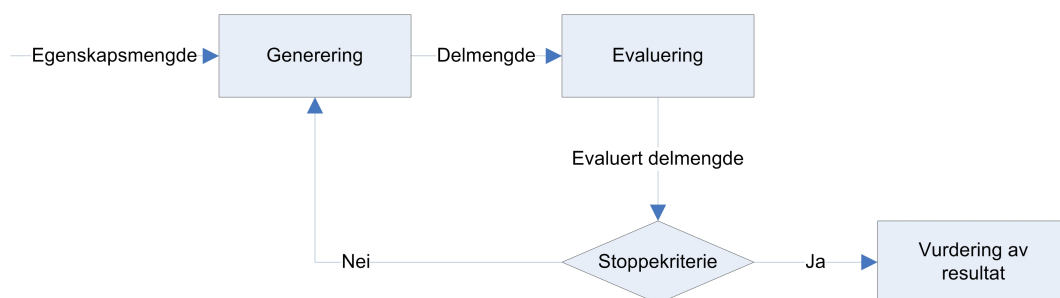 Egenskapsmengde
Generering
Delmengde
Evaluering
Evaluert delmengde
Nei
Stoppekriterie
Ja
Vurdering av
resultat